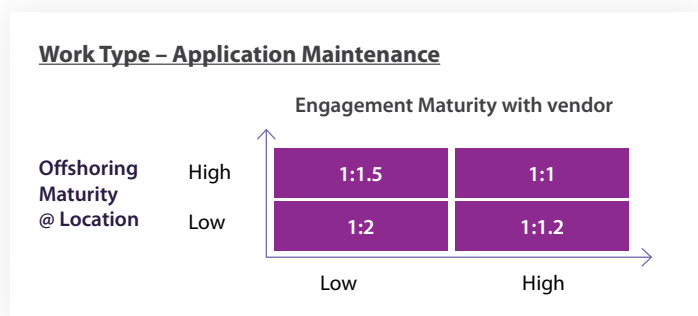 Work Type – Application Maintenance
Engagement Maturity with vendor
Offshoring
Maturity
@ Location
High
1:1.5
1:1
Low
1:2
1:1.2
Low
High